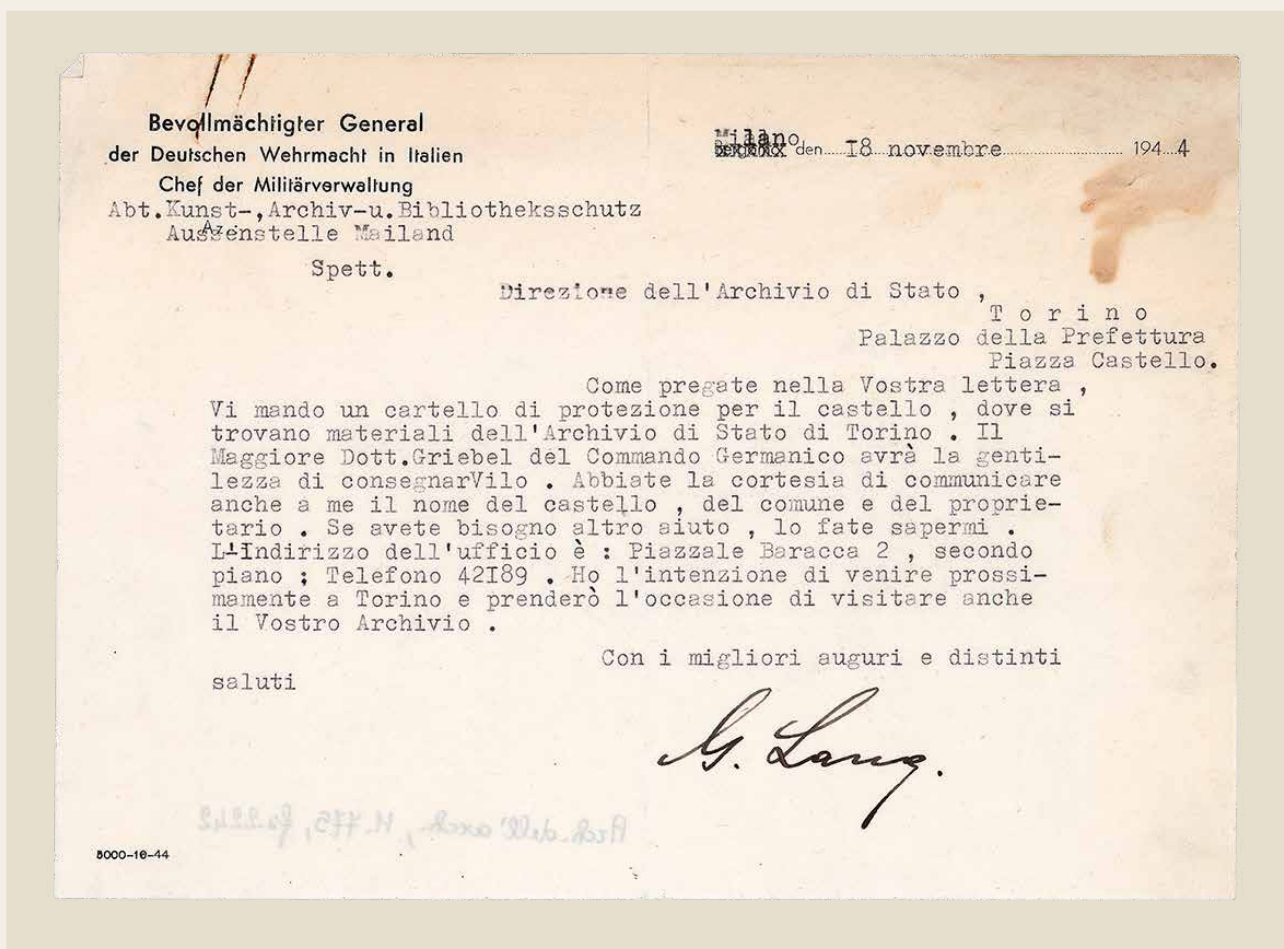 Bevollmächtigter General
der Deutschen Wehrmacht in Italien
Chef der Militärverwaltung
Abt.Kunst-,Archiv-u.Bibliotheksschutz
Aussenstelle Mailand
Milano den 18 novembre 1944
Spett.
Direzione dell'Archivio di Stato ,
T o r i n o
Palazzo della Prefettura
Piazza Castello.
Come pregate nella Vostra lettera ,
Vi mando un cartello di protezione per il castello , dove si
trovano materiali dell'Archivio di Stato di Torino . Il
Maggiore Dott.Griebel del Commando Germanico avrà la genti-
lezza di consegnarVilo . Abbiate la cortesia di communicare
anche a me il nome del castello , del comune e del proprie-
tario . Se avete bisogno altro aiuto , lo fate sapermi .
L'Indirizzo dell'ufficio è : Piazzale Baracca 2 , secondo
piano ; Telefono 42I89 . Ho l'intenzione di venire prossi-
mamente a Torino e prenderò l'occasione di visitare anche
il Vostro Archivio .
Con i migliori auguri e distinti
saluti
G. Lang.
Arch. dell'arch., M. 475,
5000-10-44